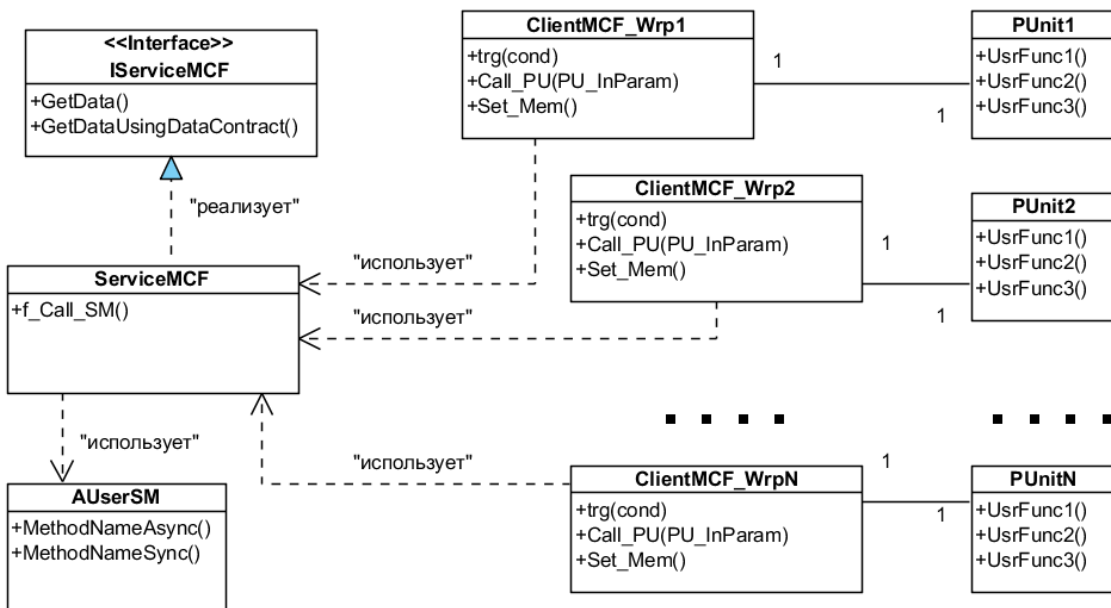 <<Interface>>
IServiceMCF
+GetData()
+GetDataUsingDataContract()
"реализует"
ServiceMCF
+f_Call_SM()
"использует"
AUserSM
+MethodNameAsync()
+MethodNameSync()
ClientMCF_Wrp1
+trg(cond)
+Call_PU(PU_InParam)
+Set_Mem()
1
1
PUnit1
+UsrFunc1()
+UsrFunc2()
+UsrFunc3()
"использует"
ClientMCF_Wrp2
+trg(cond)
+Call_PU(PU_InParam)
+Set_Mem()
1
1
PUnit2
+UsrFunc1()
+UsrFunc2()
+UsrFunc3()
"использует"
"использует"
ClientMCF_WrpN
+trg(cond)
+Call_PU(PU_InParam)
+Set_Mem()
1
1
PUnitN
+UsrFunc1()
+UsrFunc2()
+UsrFunc3()